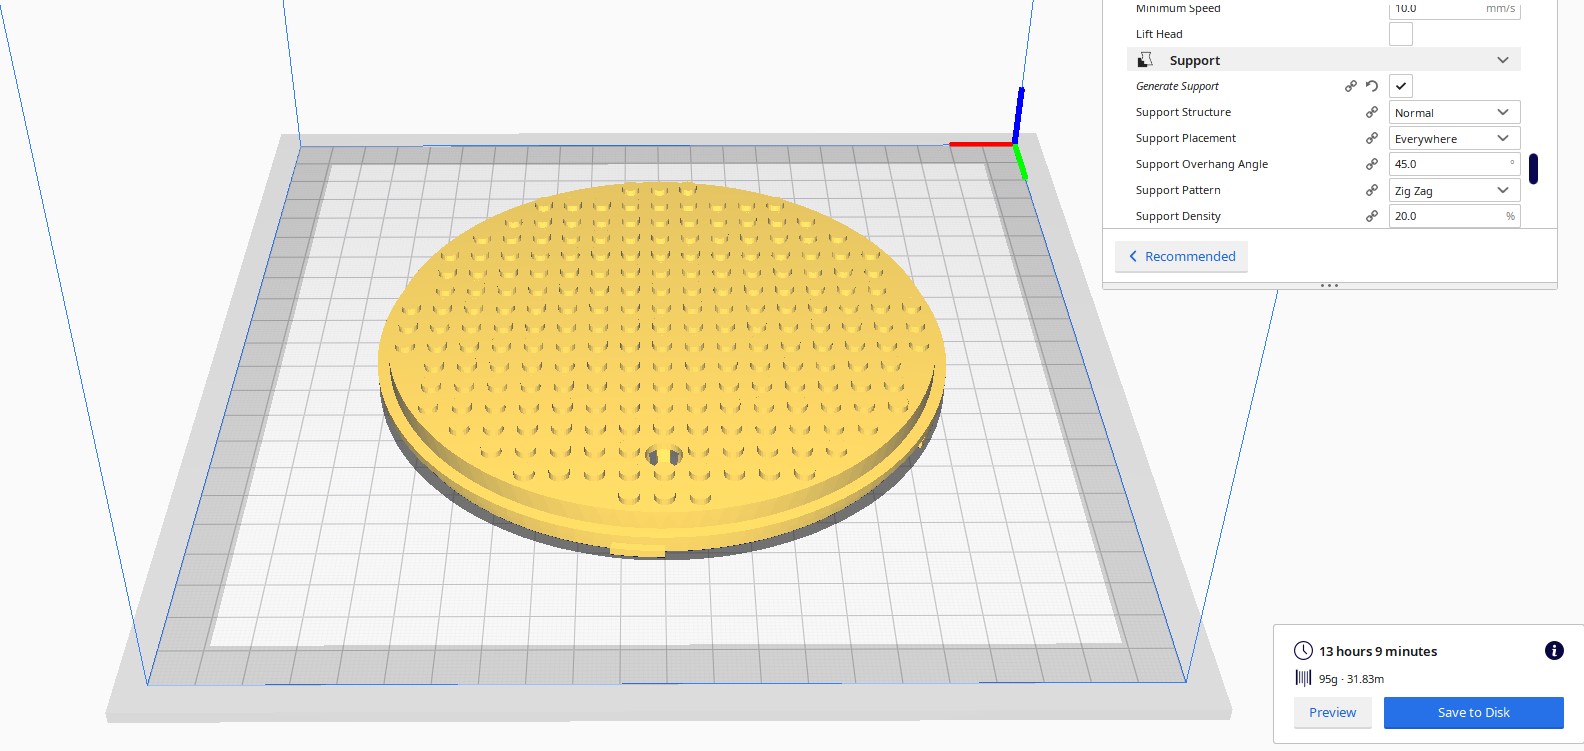 Minimum Speed 10.0 mm/s
Lift Head
Support
Generate Support
Support Structure Normal
Support Placement Everywhere
Support Overhang Angle 45.0 °
Support Pattern Zig Zag
Support Density 20.0 %
Recommended
13 hours 9 minutes
95g · 31.83m
Preview Save to Disk